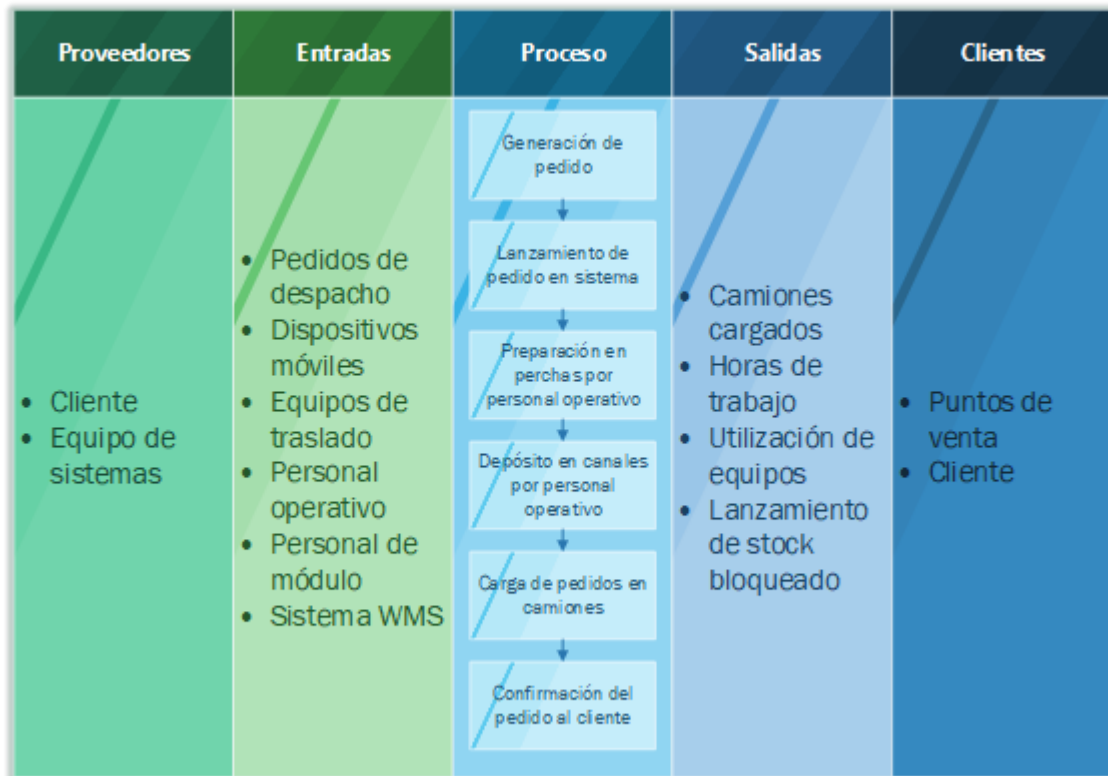 Proveedores
Entradas
Proceso
Salidas
Clientes
• Cliente
• Equipo de
sistemas
• Pedidos de
despacho
• Dispositivos
móviles
• Equipos de
traslado
• Personal
operativo
• Personal de
módulo
• Sistema WMS
Generación de
pedido
Lanzamiento de
pedido en sistema
Preparación en
perchas por
personal operativo
Depósito en canales
por personal
operativo
Carga de pedidos en
camiones
Confirmación del
pedido al cliente
• Camiones
cargados
• Horas de
trabajo
• Utilización de
equipos
• Lanzamiento
de stock
bloqueado
• Puntos de
venta
• Cliente